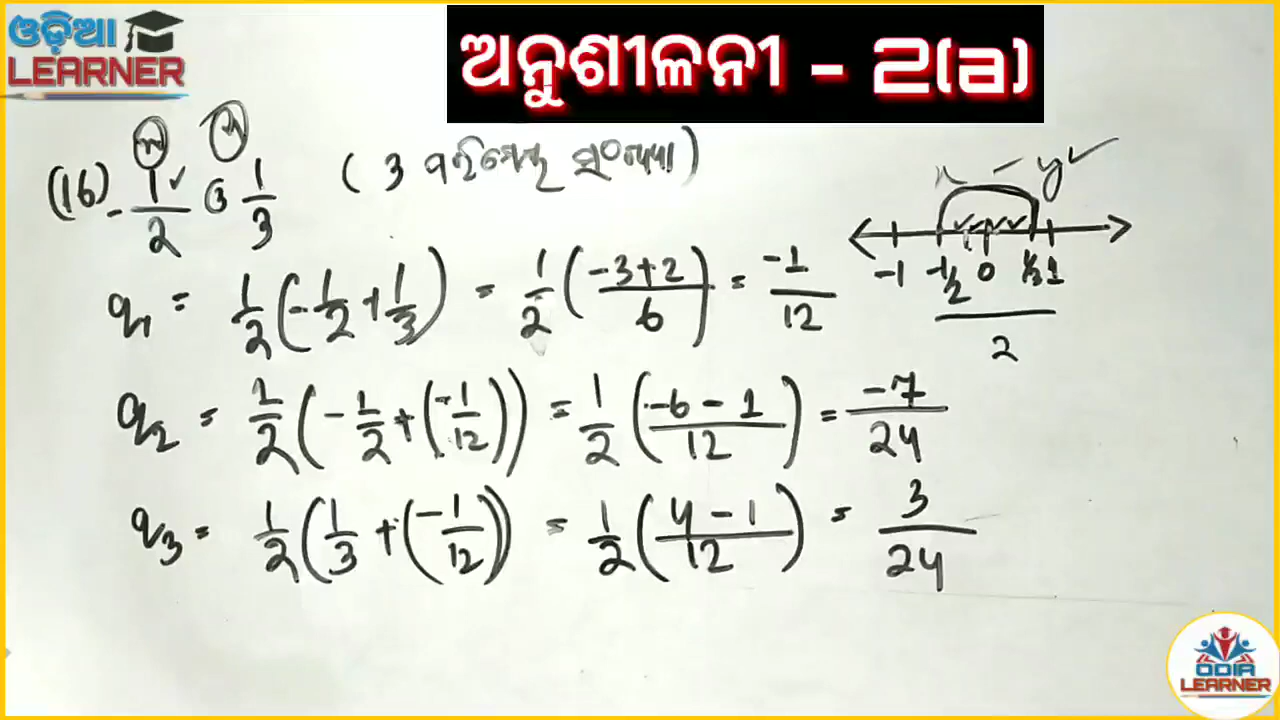 ଓଡ଼ିଆ
LEARNER
ଅନୁଶୀଳନୀ - 2(a)
(16) -1/2 ଓ 1/3 (3 ପରିମେୟ ସଂଖ୍ୟା)
x - y
-1 -1/2 0 1/3 1
2
q₁ = 1/2(-1/2+1/3) = 1/2((-3+2)/6) = -1/12
q₂ = 1/2(-1/2+(-1/12)) = 1/2((-6-1)/12) = -7/24
q₃ = 1/2(1/3+(-1/12)) = 1/2((4-1)/12) = 3/24
ODIA
LEARNER